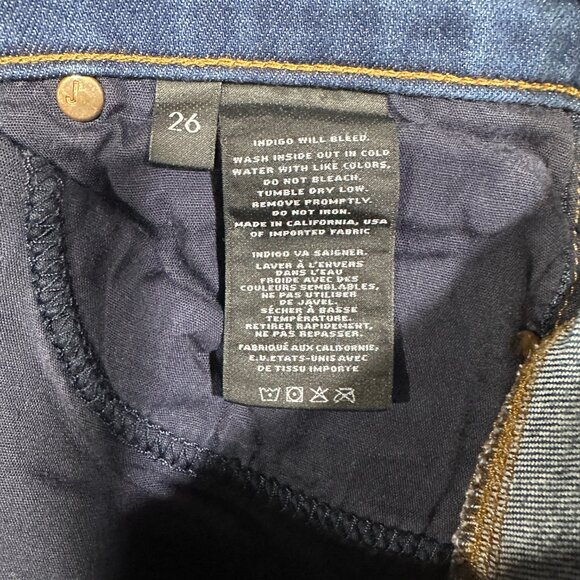 J
26
INDIGO WILL BLEED.
WASH INSIDE OUT IN COLD
WATER WITH LIKE COLORS,
DO NOT BLEACH.
TUMBLE DRY LOW.
REMOVE PROMPTLY.
DO NOT IRON.
MADE IN CALIFORNIA, USA
OF IMPORTED FABRIC
INDIGO VA SAIGNER.
LAVER À L'ENVERS
DANS L'EAU
FROIDE AVEC DES
COULEURS SEMBLABLES,
NE PAS UTILISER
DE JAVEL.
SÉCHER À BASSE
TEMPÉRATURE.
RETIRER RAPIDEMENT,
NE PAS REPASSER.
FABRIQUÉ AUX CALIFORNIE,
E.U.ETATS-UNIS AVEC
DE TISSU IMPORTE